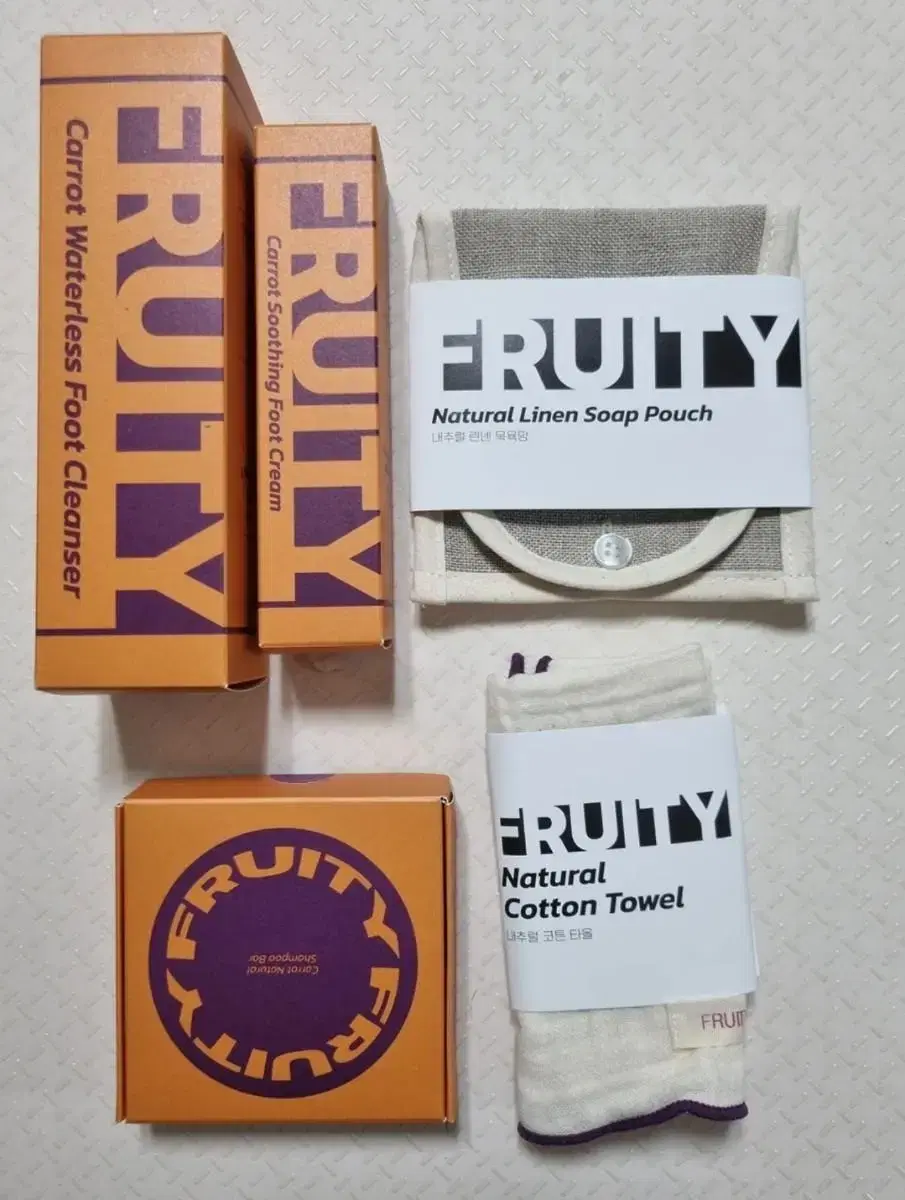 FRUITY
Carrot Waterless Foot Cleanser
FRUITY
Carrot Soothing Foot Cream
FRUITY
Natural Linen Soap Pouch
내추럴 린넨 목욕망
FRUITY FRUITY
Carrot Natural
Shampoo Bar
FRUITY
Natural
Cotton Towel
내추럴 코튼 타올
FRUIT